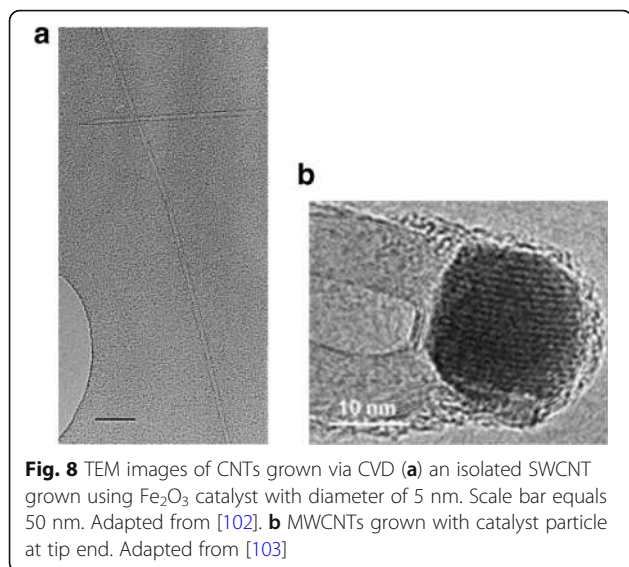 a
b
10 nm
Fig. 8 TEM images of CNTs grown via CVD (a) an isolated SWCNT
grown using Fe₂O₃ catalyst with diameter of 5 nm. Scale bar equals
50 nm. Adapted from [102]. b MWCNTs grown with catalyst particle
at tip end. Adapted from [103]